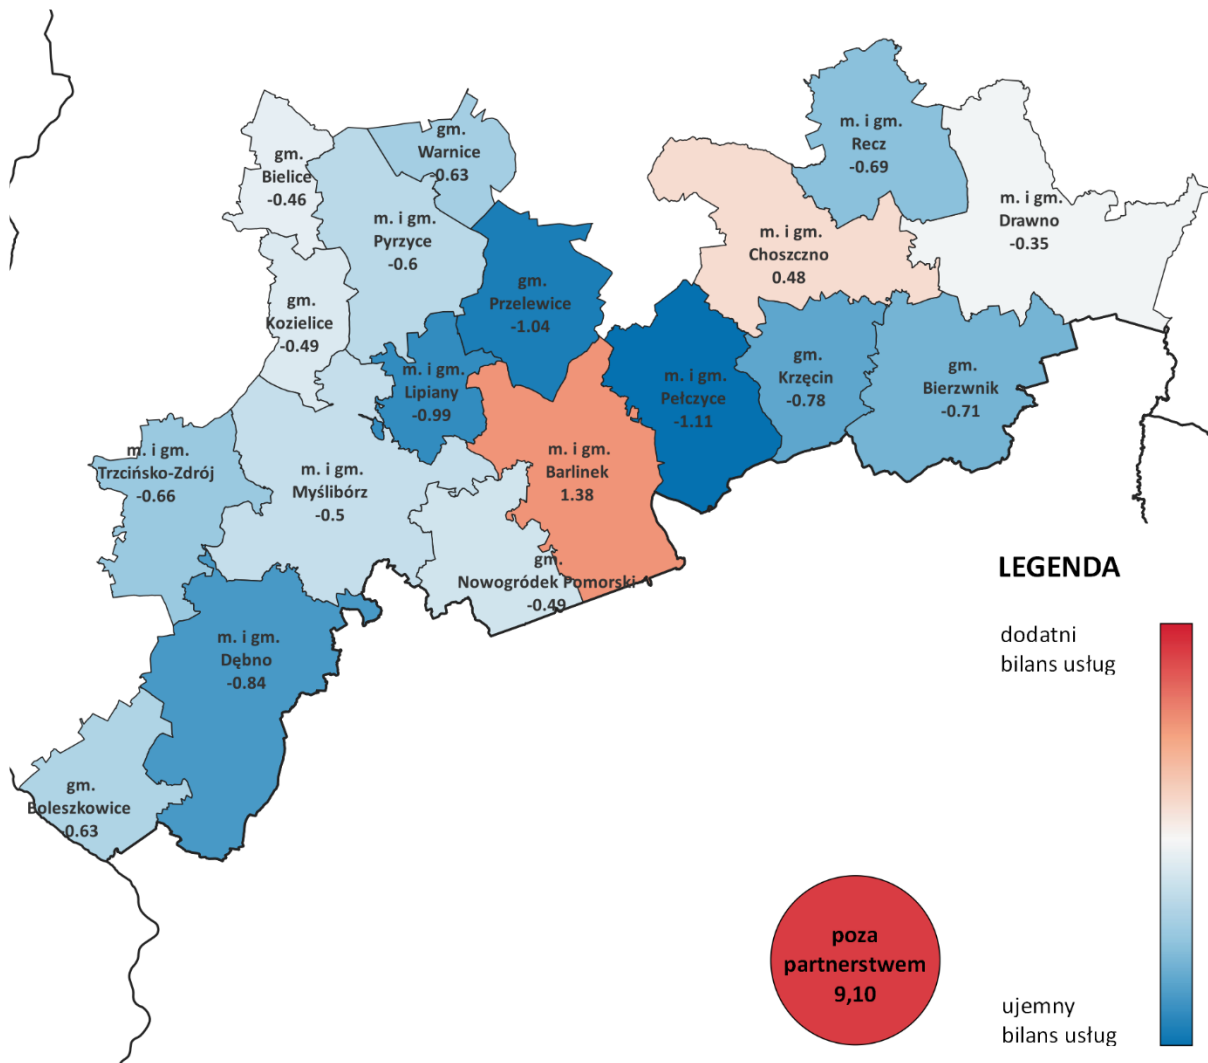 gm.
Bielice
-0.46
gm.
Warnice
-0.63
m. i gm.
Pyrzyce
-0.6
gm.
Kozielice
-0.49
gm.
Przelewice
-1.04
m. i gm.
Lipiany
-0.99
m. i gm.
Recz
-0.69
m. i gm.
Drawno
-0.35
m. i gm.
Choszczno
0.48
m. i gm.
Pełczyce
-1.11
gm.
Krzęcin
-0.78
gm.
Bierzwnik
-0.71
m. i gm.
Trzcińsko-Zdrój
-0.66
m. i gm.
Myślibórz
-0.5
m. i gm.
Barlinek
1.38
gm.
Nowogródek Pomorski
-0.49
m. i gm.
Dębno
-0.84
gm.
Boleszkowice
0.63
LEGENDA
dodatni
bilans usług
ujemny
bilans usług
poza
partnerstwem
9,10